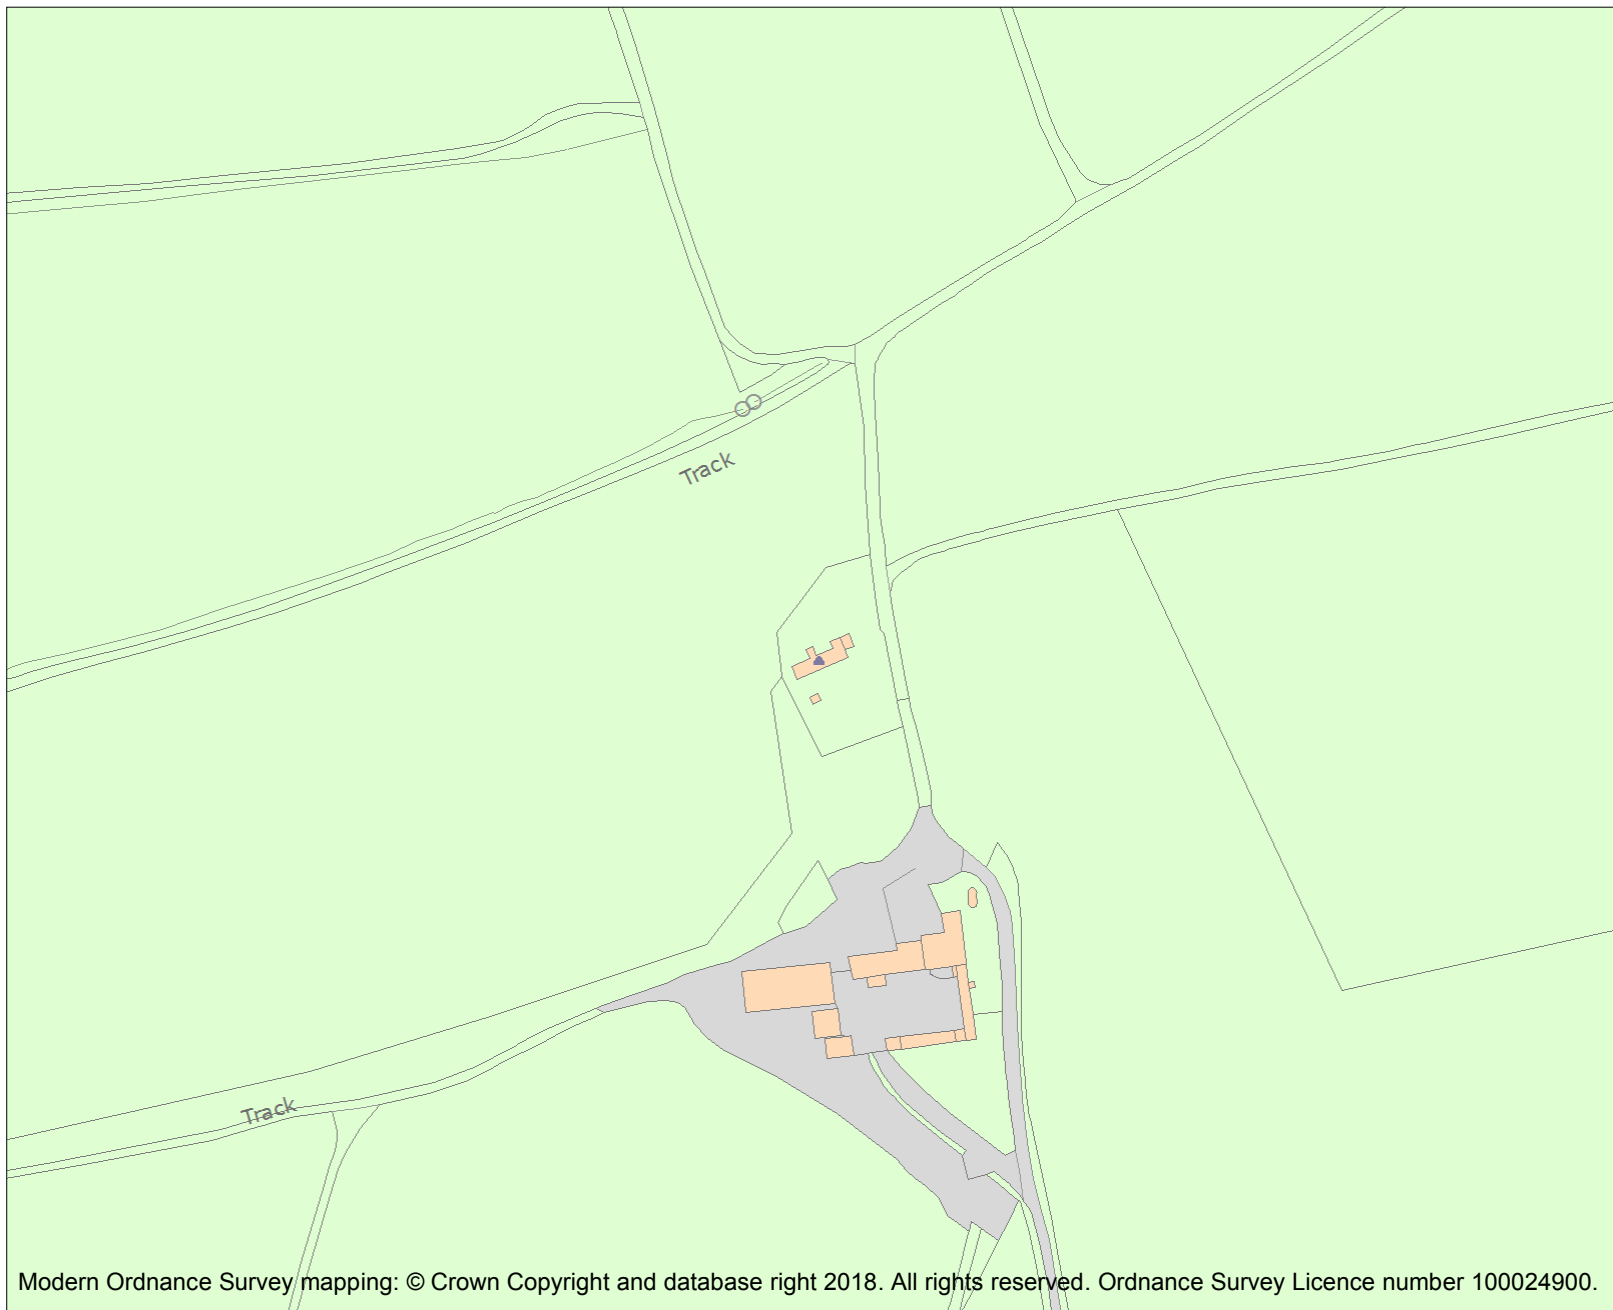 Track
Track
Modern Ordnance Survey mapping: © Crown Copyright and database right 2018. All rights reserved. Ordnance Survey Licence number 100024900.